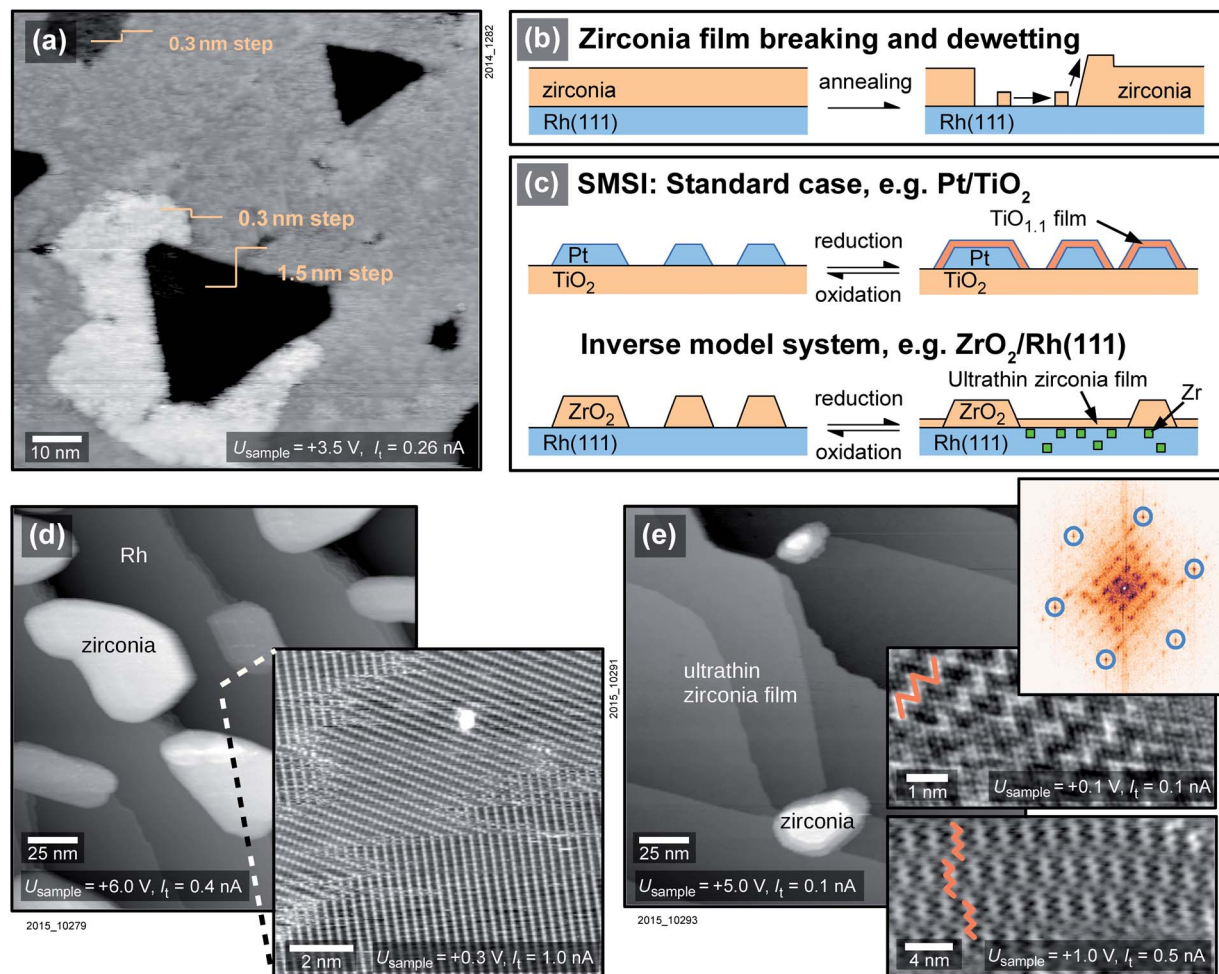 (a)
0.3 nm step
0.3 nm step
1.5 nm step
10 nm
U_sample = +3.5 V, I_t = 0.26 nA
2014_1282
(b) Zirconia film breaking and dewetting
zirconia
Rh(111)
annealing
zirconia
Rh(111)
(c) SMSI: Standard case, e.g. Pt/TiO₂
TiO₁.₁ film
Pt
TiO₂
reduction
oxidation
Pt
TiO₂
Inverse model system, e.g. ZrO₂/Rh(111)
Ultrathin zirconia film
Zr
ZrO₂
Rh(111)
reduction
oxidation
ZrO₂
Rh(111)
(d)
Rh
zirconia
25 nm
U_sample = +6.0 V, I_t = 0.4 nA
2015_10279
2 nm
U_sample = +0.3 V, I_t = 1.0 nA
2015_10291
(e)
ultrathin
zirconia film
zirconia
25 nm
U_sample = +5.0 V, I_t = 0.1 nA
2015_10293
1 nm
U_sample = +0.1 V, I_t = 0.1 nA
4 nm
U_sample = +1.0 V, I_t = 0.5 nA